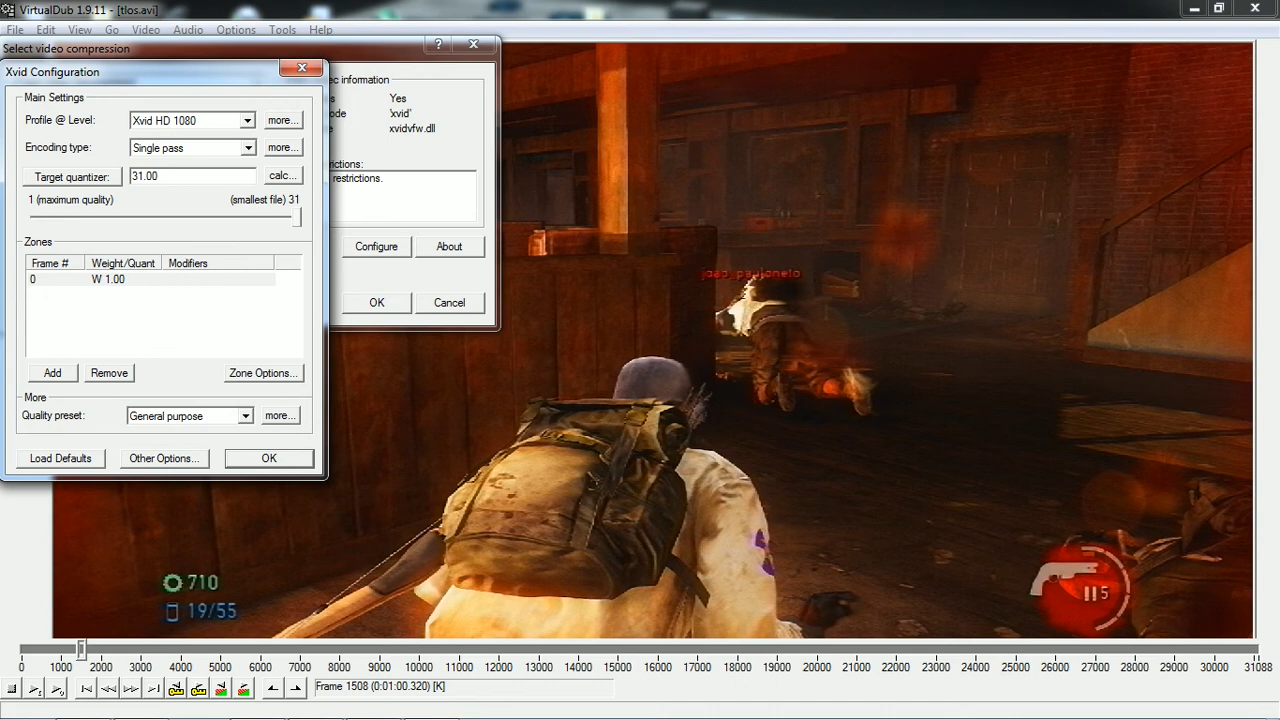 VirtualDub 1.9.11 - [tlos.avi]
File Edit View Go Video Audio Options Tools Help
Select video compression
?
Xvid Configuration
Main Settings
Profile @ Level: Xvid HD 1080 more...
Encoding type: Single pass more...
Target quantizer: 31.00 calc...
1 (maximum quality) (smallest file) 31
Zones
Frame # Weight/Quant Modifiers
0 W 1.00
Add Remove Zone Options...
More
Quality preset: General purpose more...
Load Defaults Other Options... OK
ec information
s Yes
ode 'xvid'
e xvidvfw.dll
rictions:
restrictions.
Configure About
OK Cancel
joao_pauloneto
710
19/55
5
0 1000 2000 3000 4000 5000 6000 7000 8000 9000 10000 11000 12000 13000 14000 15000 16000 17000 18000 19000 20000 21000 22000 23000 24000 25000 26000 27000 28000 29000 30000 31088
Frame 1508 (0:01:00.320) [K]